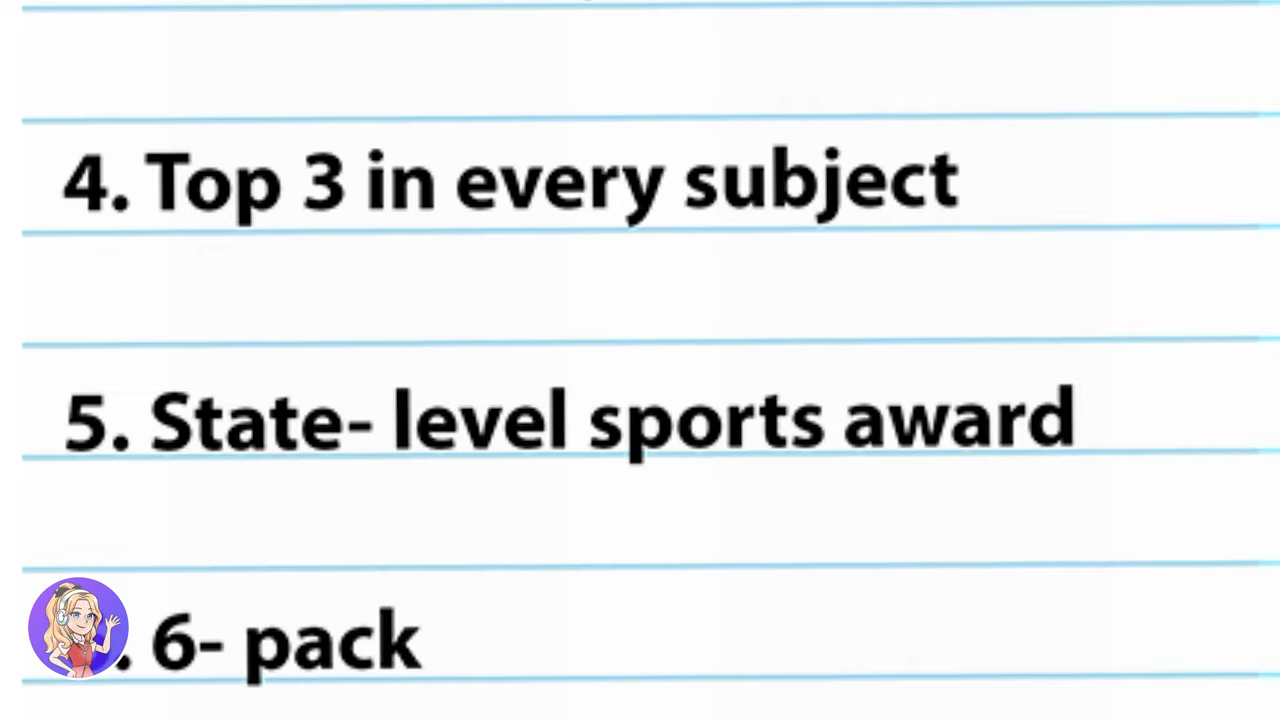 4. Top 3 in every subject
5. State- level sports award
. 6- pack